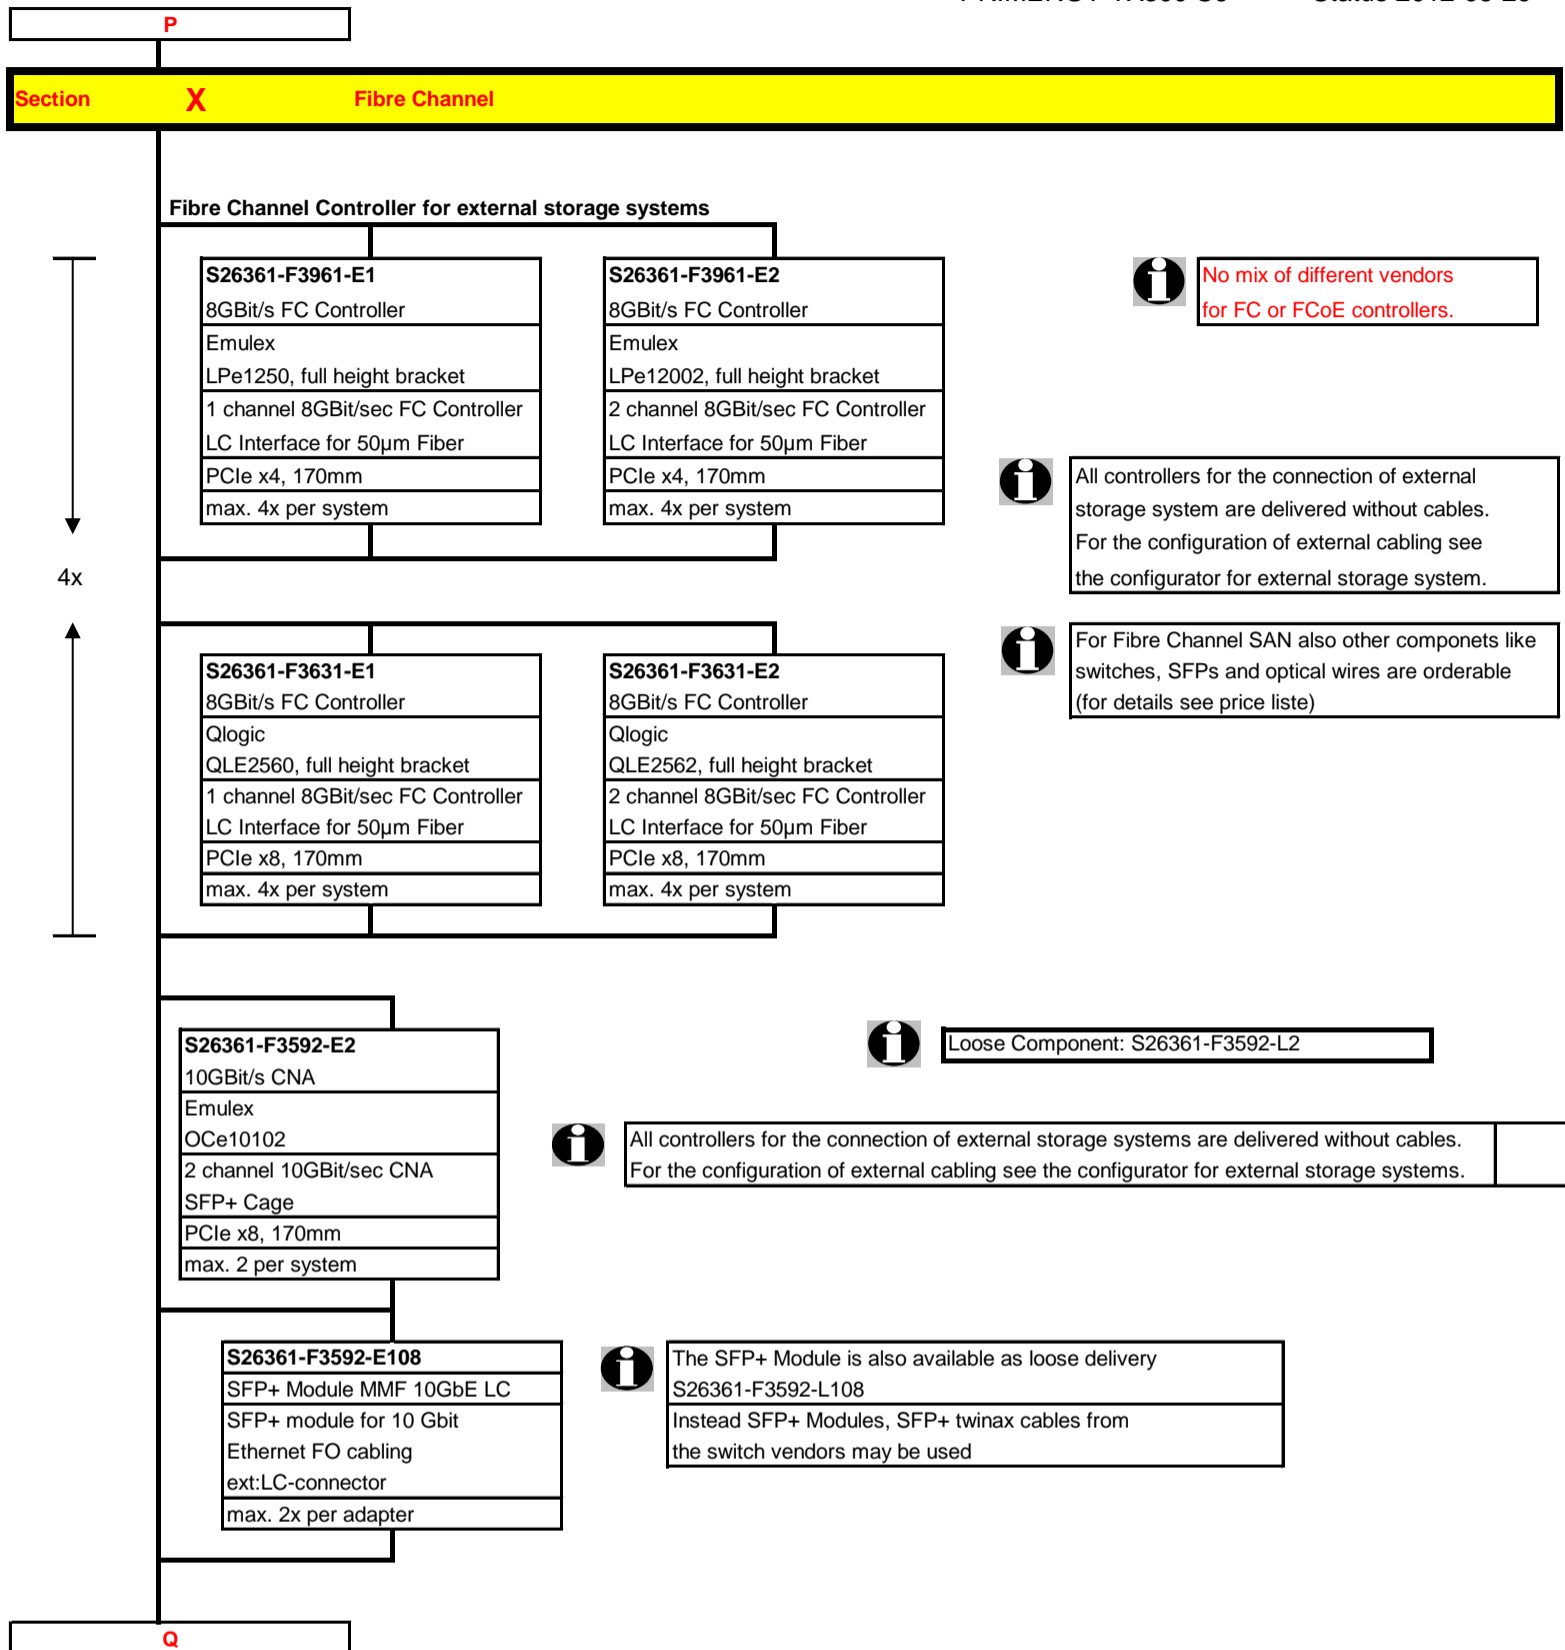 P
Section X Fibre Channel
Fibre Channel Controller for external storage systems
S26361-F3961-E1
8GBit/s FC Controller
Emulex
LPe1250, full height bracket
1 channel 8GBit/sec FC Controller
LC Interface for 50µm Fiber
PCIe x4, 170mm
max. 4x per system
S26361-F3961-E2
8GBit/s FC Controller
Emulex
LPe12002, full height bracket
2 channel 8GBit/sec FC Controller
LC Interface for 50µm Fiber
PCIe x4, 170mm
max. 4x per system
No mix of different vendors
for FC or FCoE controllers.
All controllers for the connection of external
storage system are delivered without cables.
For the configuration of external cabling see
the configurator for external storage system.
4x
S26361-F3631-E1
8GBit/s FC Controller
Qlogic
QLE2560, full height bracket
1 channel 8GBit/sec FC Controller
LC Interface for 50µm Fiber
PCIe x8, 170mm
max. 4x per system
S26361-F3631-E2
8GBit/s FC Controller
Qlogic
QLE2562, full height bracket
2 channel 8GBit/sec FC Controller
LC Interface for 50µm Fiber
PCIe x8, 170mm
max. 4x per system
For Fibre Channel SAN also other componets like
switches, SFPs and optical wires are orderable
(for details see price liste)
S26361-F3592-E2
10GBit/s CNA
Emulex
OCe10102
2 channel 10GBit/sec CNA
SFP+ Cage
PCIe x8, 170mm
max. 2 per system
Loose Component: S26361-F3592-L2
All controllers for the connection of external storage systems are delivered without cables.
For the configuration of external cabling see the configurator for external storage systems.
S26361-F3592-E108
SFP+ Module MMF 10GbE LC
SFP+ module for 10 Gbit
Ethernet FO cabling
ext:LC-connector
max. 2x per adapter
The SFP+ Module is also available as loose delivery
S26361-F3592-L108
Instead SFP+ Modules, SFP+ twinax cables from
the switch vendors may be used
Q